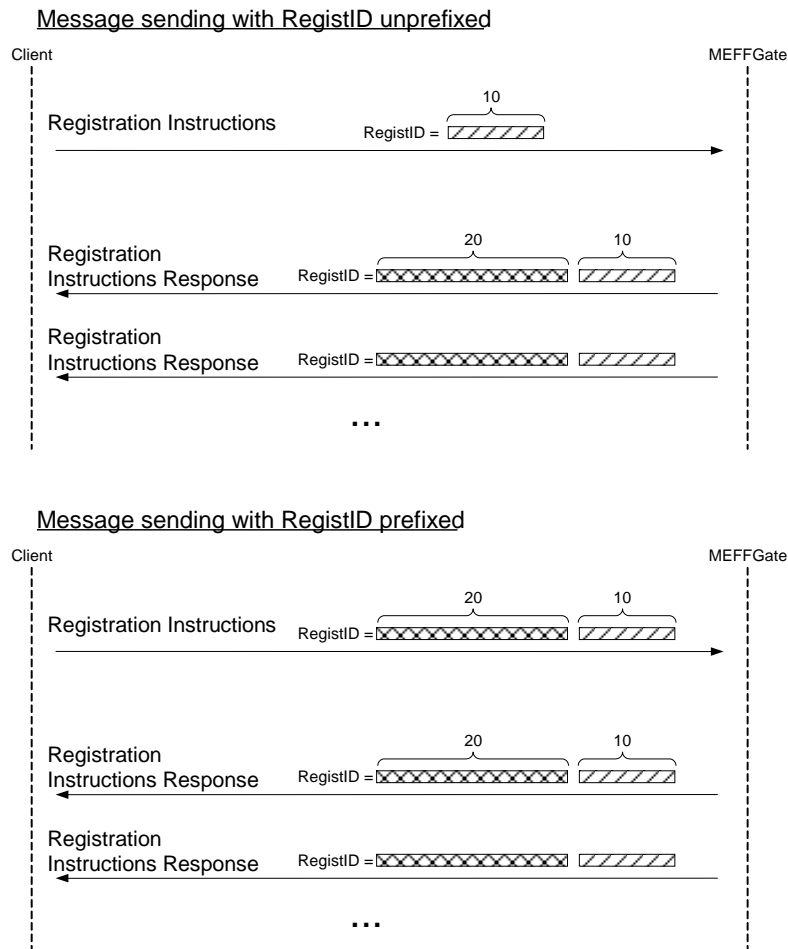 Message sending with RegistID unprefixed
Client
MEFFGate
10
Registration Instructions
RegistID =
20
10
Registration
Instructions Response
RegistID =
Registration
Instructions Response
RegistID =
...
Message sending with RegistID prefixed
Client
MEFFGate
20
10
Registration Instructions
RegistID =
20
10
Registration
Instructions Response
RegistID =
Registration
Instructions Response
RegistID =
...